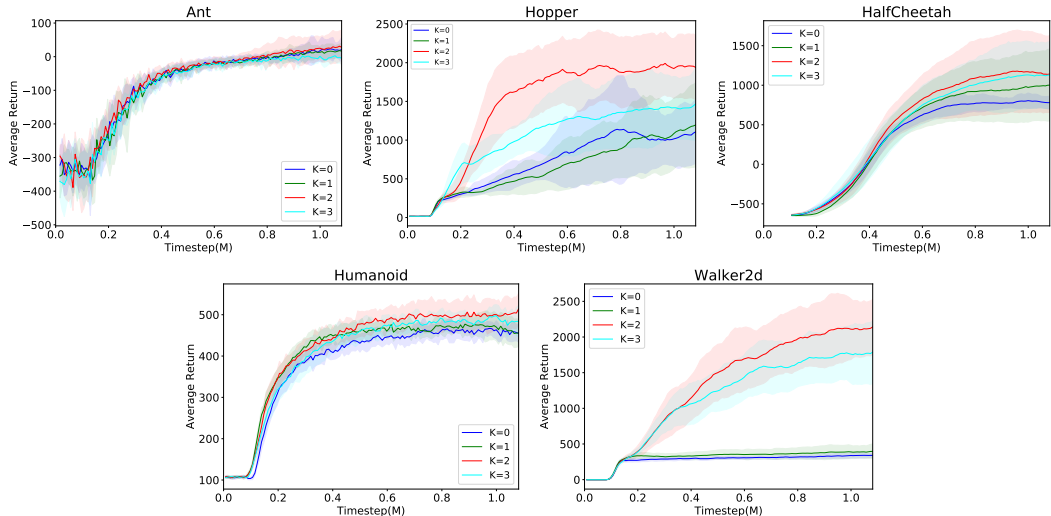 Ant
Average Return
100
0
−100
−200
−300
−400
−500
0.0 0.2 0.4 0.6 0.8 1.0
Timestep(M)
K=0
K=1
K=2
K=3
Hopper
Average Return
2500
2000
1500
1000
500
0
0.0 0.2 0.4 0.6 0.8 1.0
Timestep(M)
K=0
K=1
K=2
K=3
HalfCheetah
Average Return
1500
1000
500
0
−500
0.0 0.2 0.4 0.6 0.8 1.0
Timestep(M)
K=0
K=1
K=2
K=3
Humanoid
Average Return
500
400
300
200
100
0.0 0.2 0.4 0.6 0.8 1.0
Timestep(M)
K=0
K=1
K=2
K=3
Walker2d
Average Return
2500
2000
1500
1000
500
0
0.0 0.2 0.4 0.6 0.8 1.0
Timestep(M)
K=0
K=1
K=2
K=3